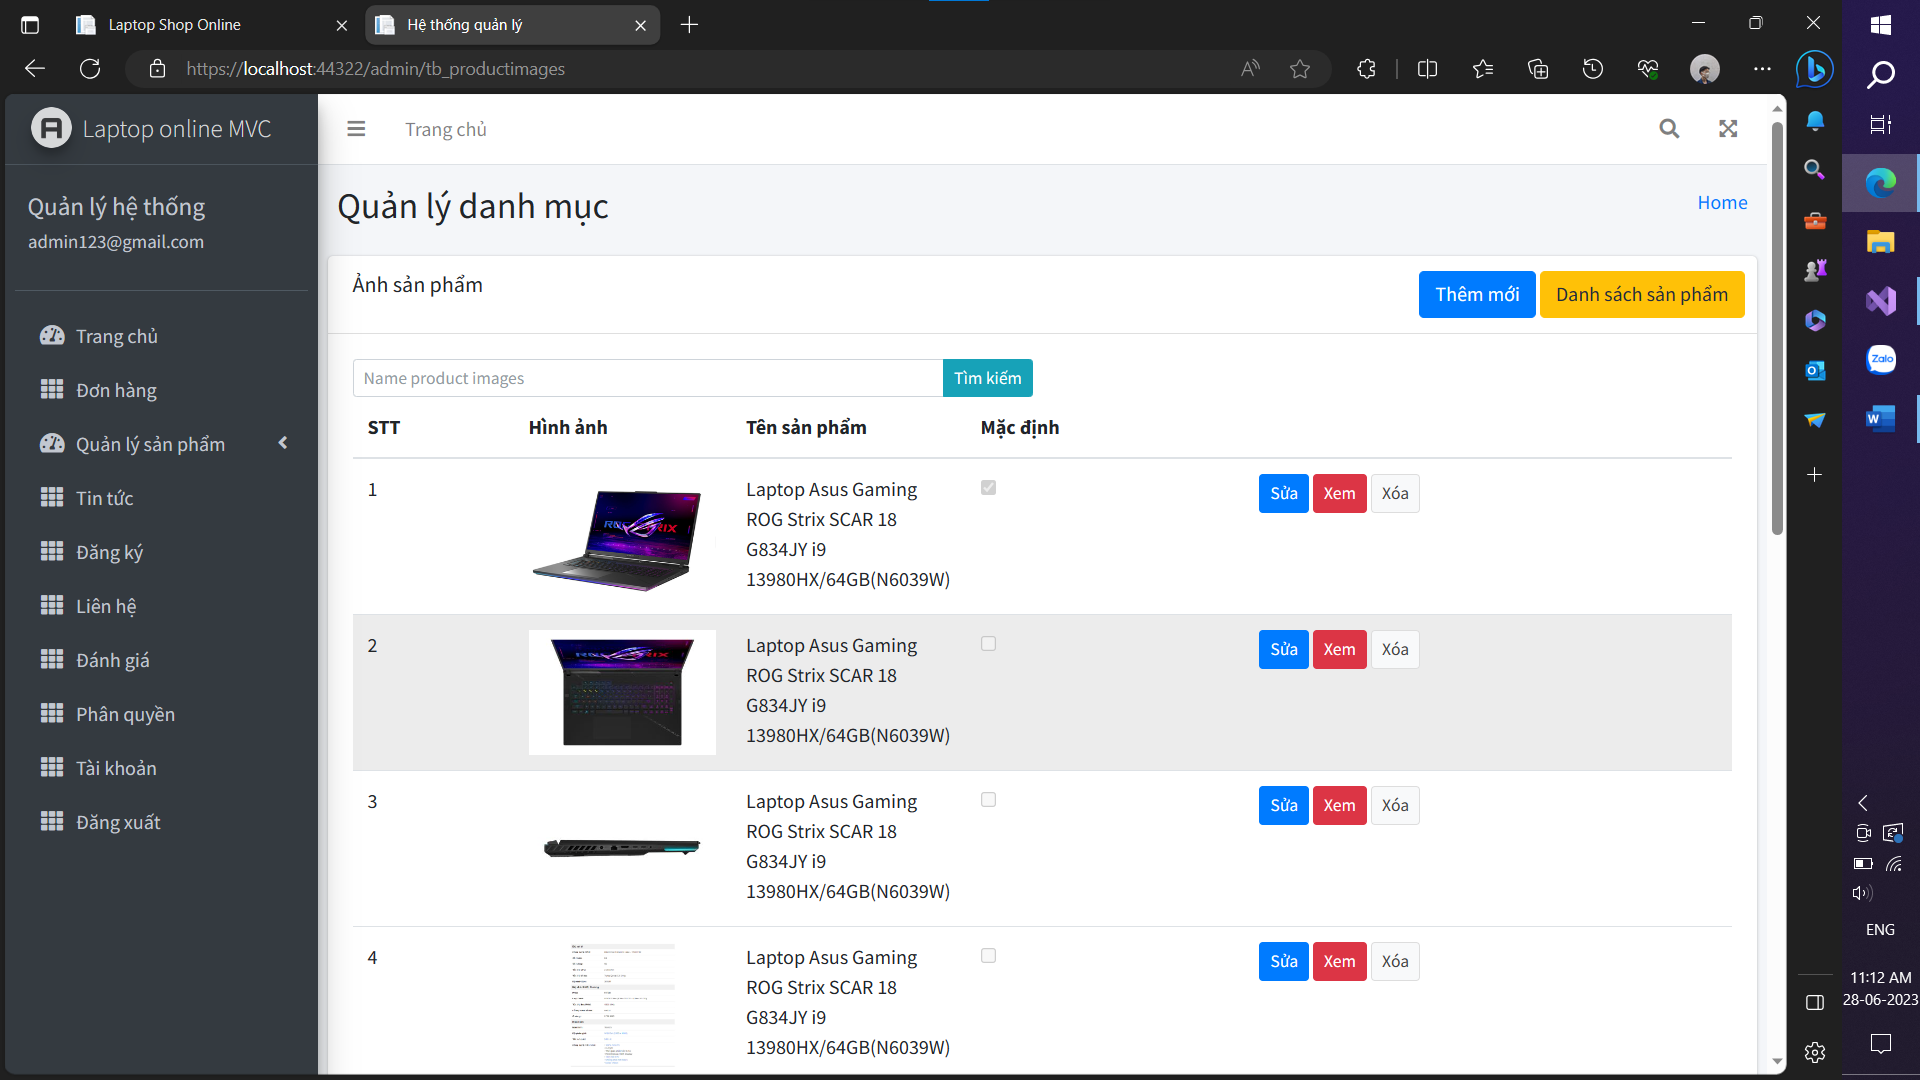 Laptop Shop Online
Hệ thống quản lý
https://localhost:44322/admin/tb_productimages
Laptop online MVC
Trang chủ
Quản lý hệ thống
admin123@gmail.com
Trang chủ
Đơn hàng
Quản lý sản phẩm
Tin tức
Đăng ký
Liên hệ
Đánh giá
Phân quyền
Tài khoản
Đăng xuất
Quản lý danh mục
Home
Ảnh sản phẩm
Thêm mới
Danh sách sản phẩm
Name product images
Tìm kiếm
STT Hình ảnh Tên sản phẩm Mặc định
1
Laptop Asus Gaming
ROG Strix SCAR 18
G834JY i9
13980HX/64GB(N6039W)
Sửa Xem Xóa
2
Laptop Asus Gaming
ROG Strix SCAR 18
G834JY i9
13980HX/64GB(N6039W)
Sửa Xem Xóa
3
Laptop Asus Gaming
ROG Strix SCAR 18
G834JY i9
13980HX/64GB(N6039W)
Sửa Xem Xóa
4
Laptop Asus Gaming
ROG Strix SCAR 18
G834JY i9
13980HX/64GB(N6039W)
Sửa Xem Xóa
Zalo
ENG
11:12 AM
28-06-2023